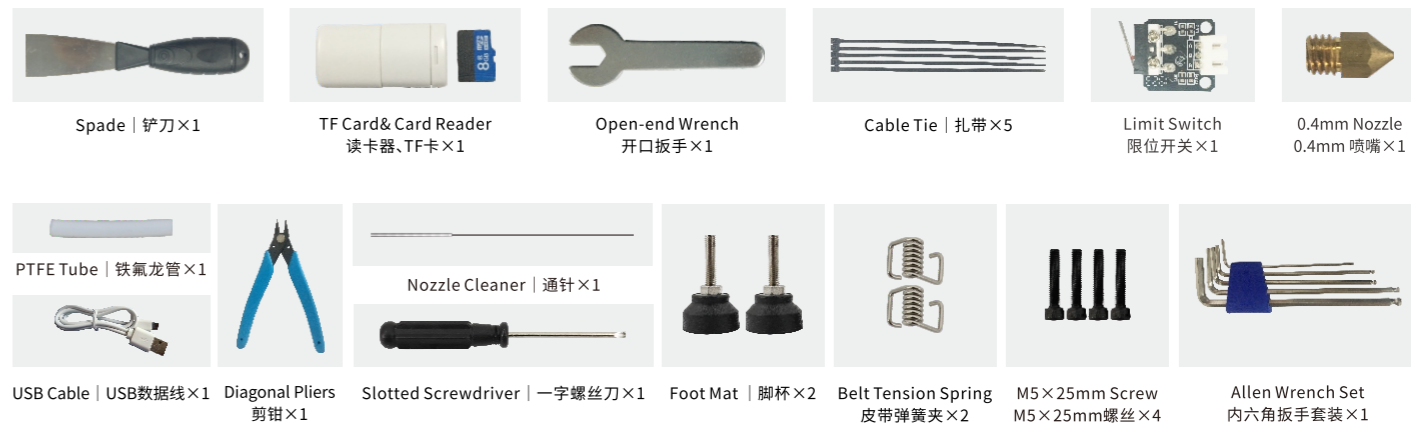 8
GB
Spade｜铲刀×1
TF Card& Card Reader
读卡器、TF卡×1
Open-end Wrench
开口扳手×1
Cable Tie｜扎带×5
Limit Switch
限位开关×1
0.4mm Nozzle
0.4mm 喷嘴×1
PTFE Tube｜铁氟龙管×1
Nozzle Cleaner｜通针×1
USB Cable｜USB数据线×1
Diagonal Pliers
剪钳×1
Slotted Screwdriver｜一字螺丝刀×1
Foot Mat ｜脚杯×2
Belt Tension Spring
皮带弹簧夹×2
M5×25mm Screw
M5×25mm螺丝×4
Allen Wrench Set
内六角扳手套装×1